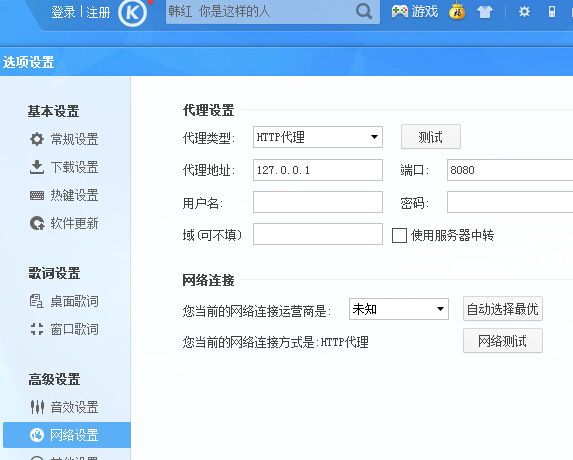 登录 | 注册 K 韩红 你是这样的人 游戏
选项设置
基本设置
常规设置
下载设置
热键设置
软件更新
歌词设置
桌面歌词
窗口歌词
高级设置
音效设置
网络设置
代理设置
代理类型: HTTP代理 测试
代理地址: 127.0.0.1 端口: 8080
用户名: 密码:
域(可不填) 使用服务器中转
网络连接
您当前的网络连接运营商是: 未知 自动选择最优
您当前的网络连接方式是:HTTP代理 网络测试